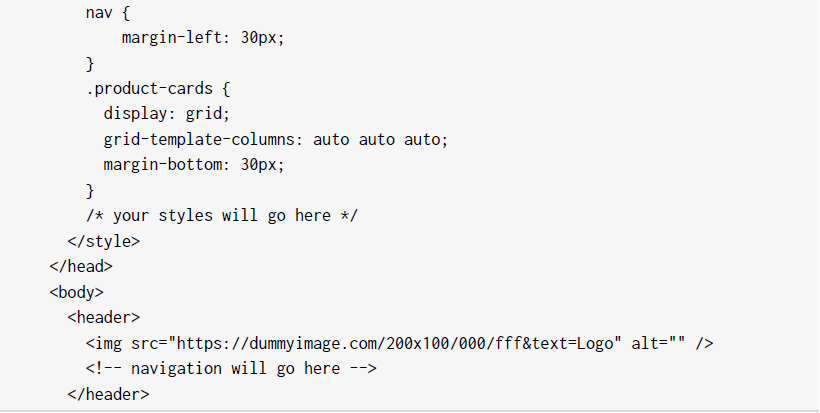 nav {
margin-left: 30px;
}
.product-cards {
display: grid;
grid-template-columns: auto auto auto;
margin-bottom: 30px;
}
/* your styles will go here */
</style>
</head>
<body>
<header>
<img src="https://dummyimage.com/200x100/000/fff&text=Logo" alt="" />
<!-- navigation will go here -->
</header>